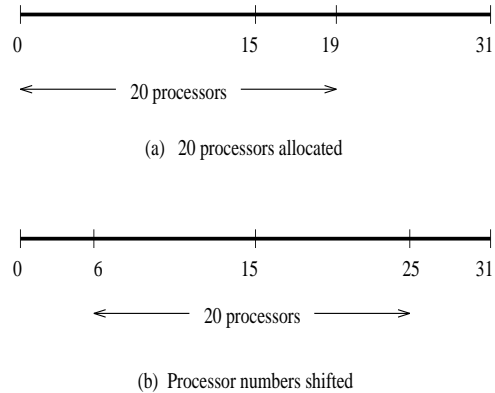 0 15 19 31
20 processors
(a) 20 processors allocated
0 6 15 25 31
20 processors
(b) Processor numbers shifted